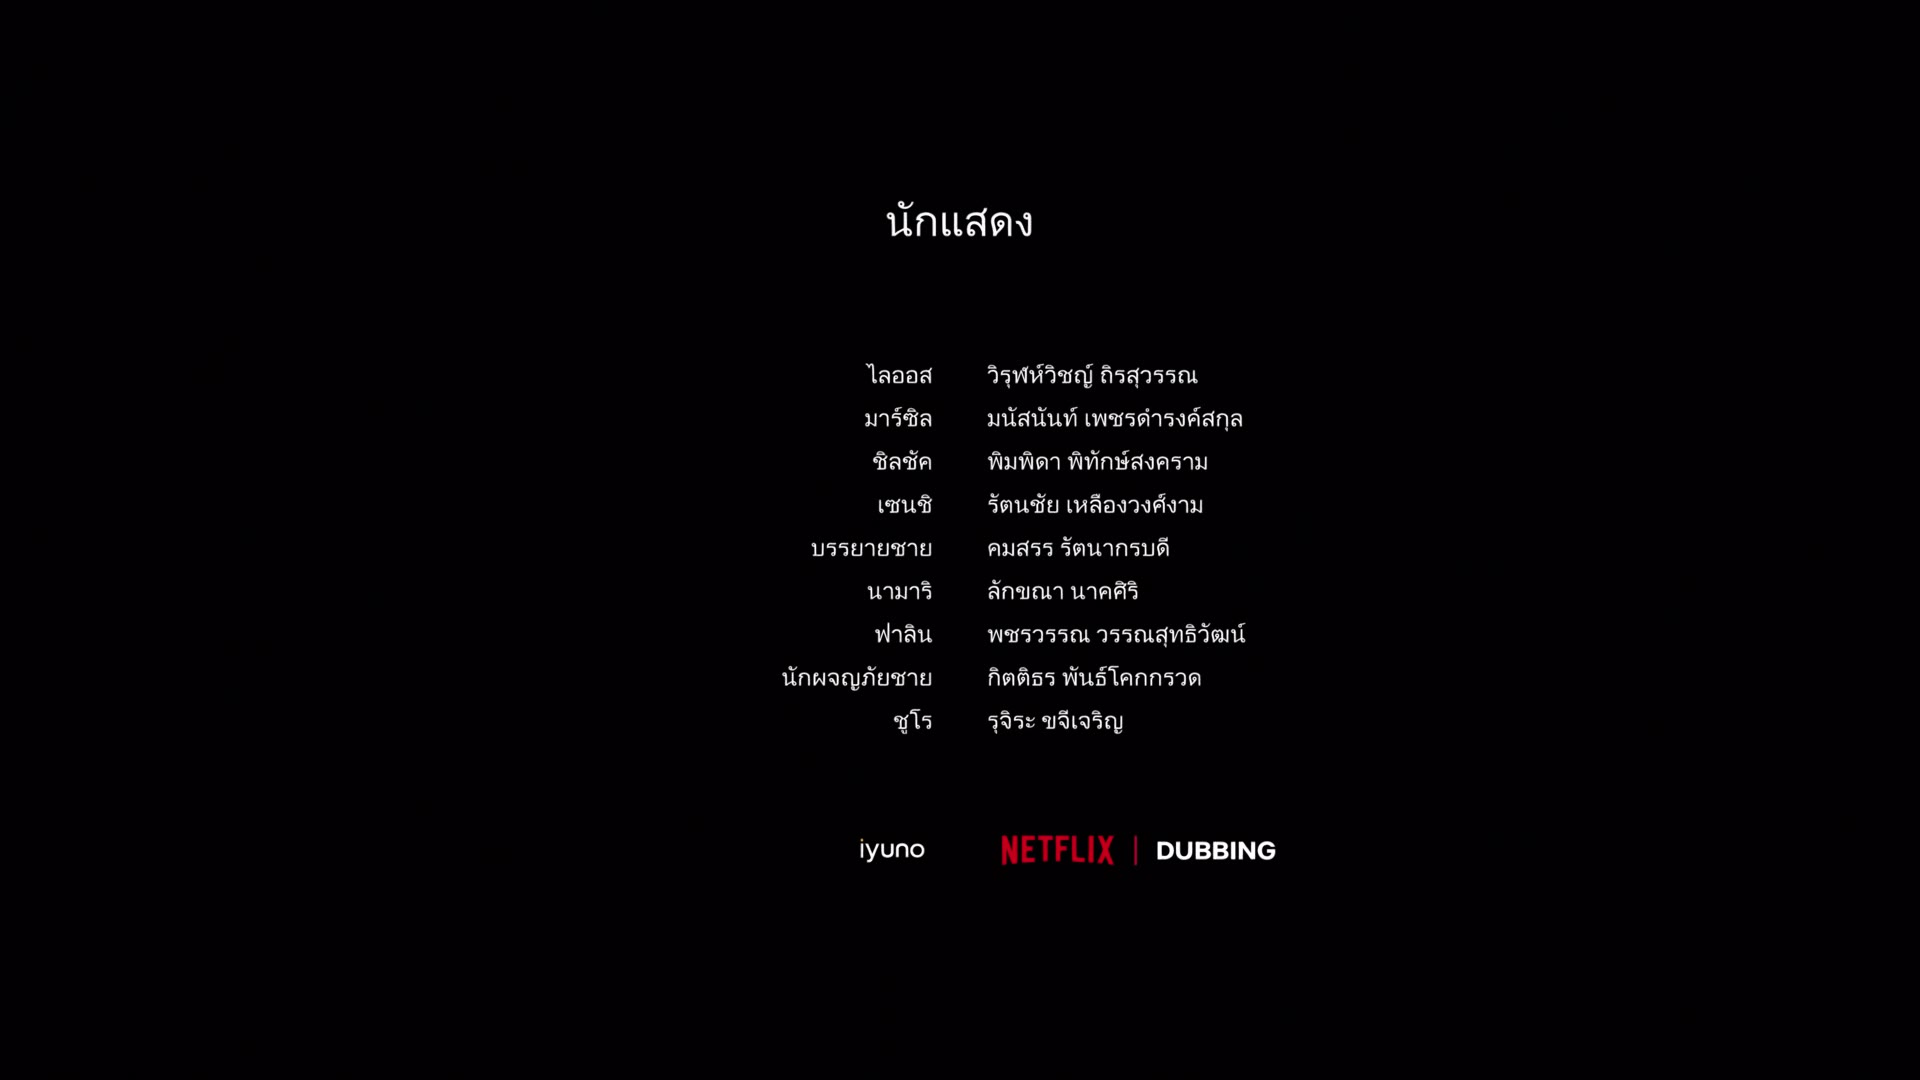 นักแสดง
ไลออส วิรุฬห์วิชญ์ ถิรสุวรรณ
มาร์ซิล มนัสนันท์ เพชรดำรงค์สกุล
ชิลชัค พิมพิดา พิทักษ์สงคราม
เซนชิ รัตนชัย เหลืองวงศ์งาม
บรรยายชาย คมสรร รัตนากรบดี
นามาริ ลักขณา นาคศิริ
ฟาลิน พชรวรรณ วรรณสุทธิวัฒน์
นักผจญภัยชาย กิตติธร พันธ์โคกกรวด
ชูโร รุจิระ ขจีเจริญ
iyuno NETFLIX | DUBBING